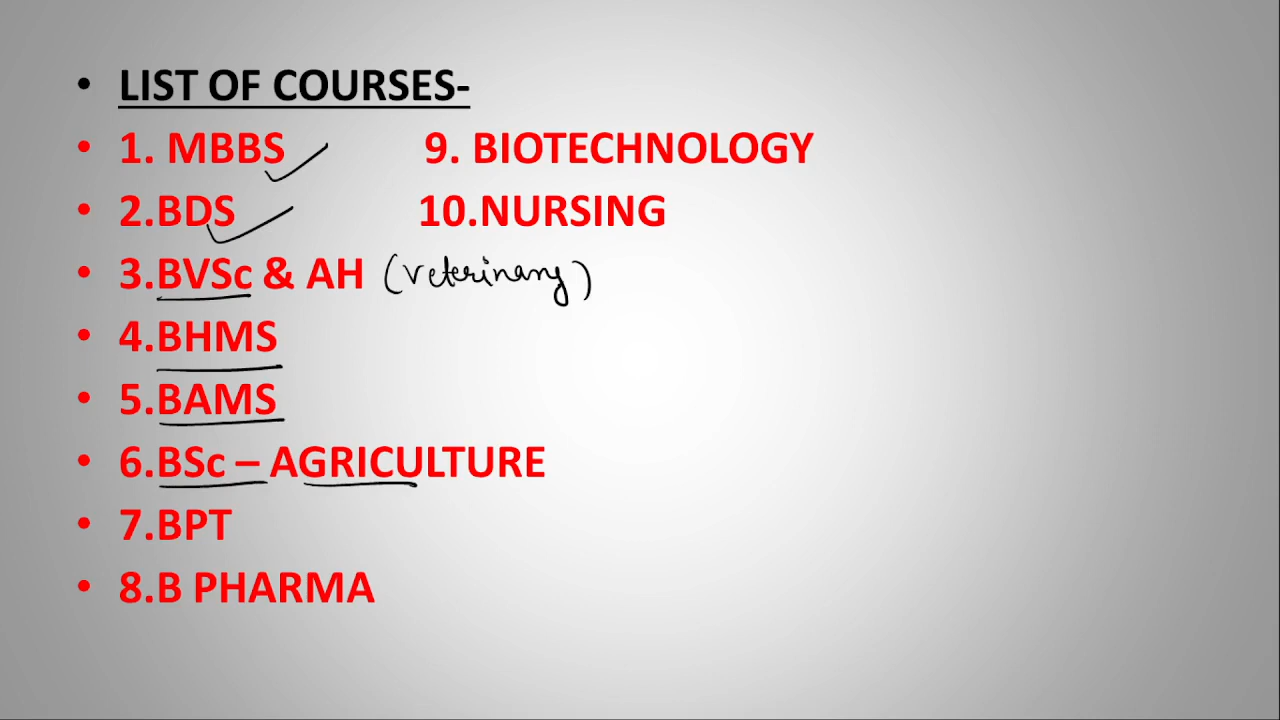 • LIST OF COURSES-
• 1. MBBS 9. BIOTECHNOLOGY
• 2.BDS 10.NURSING
• 3.BVSc & AH (veterinary)
• 4.BHMS
• 5.BAMS
• 6.BSc – AGRICULTURE
• 7.BPT
• 8.B PHARMA